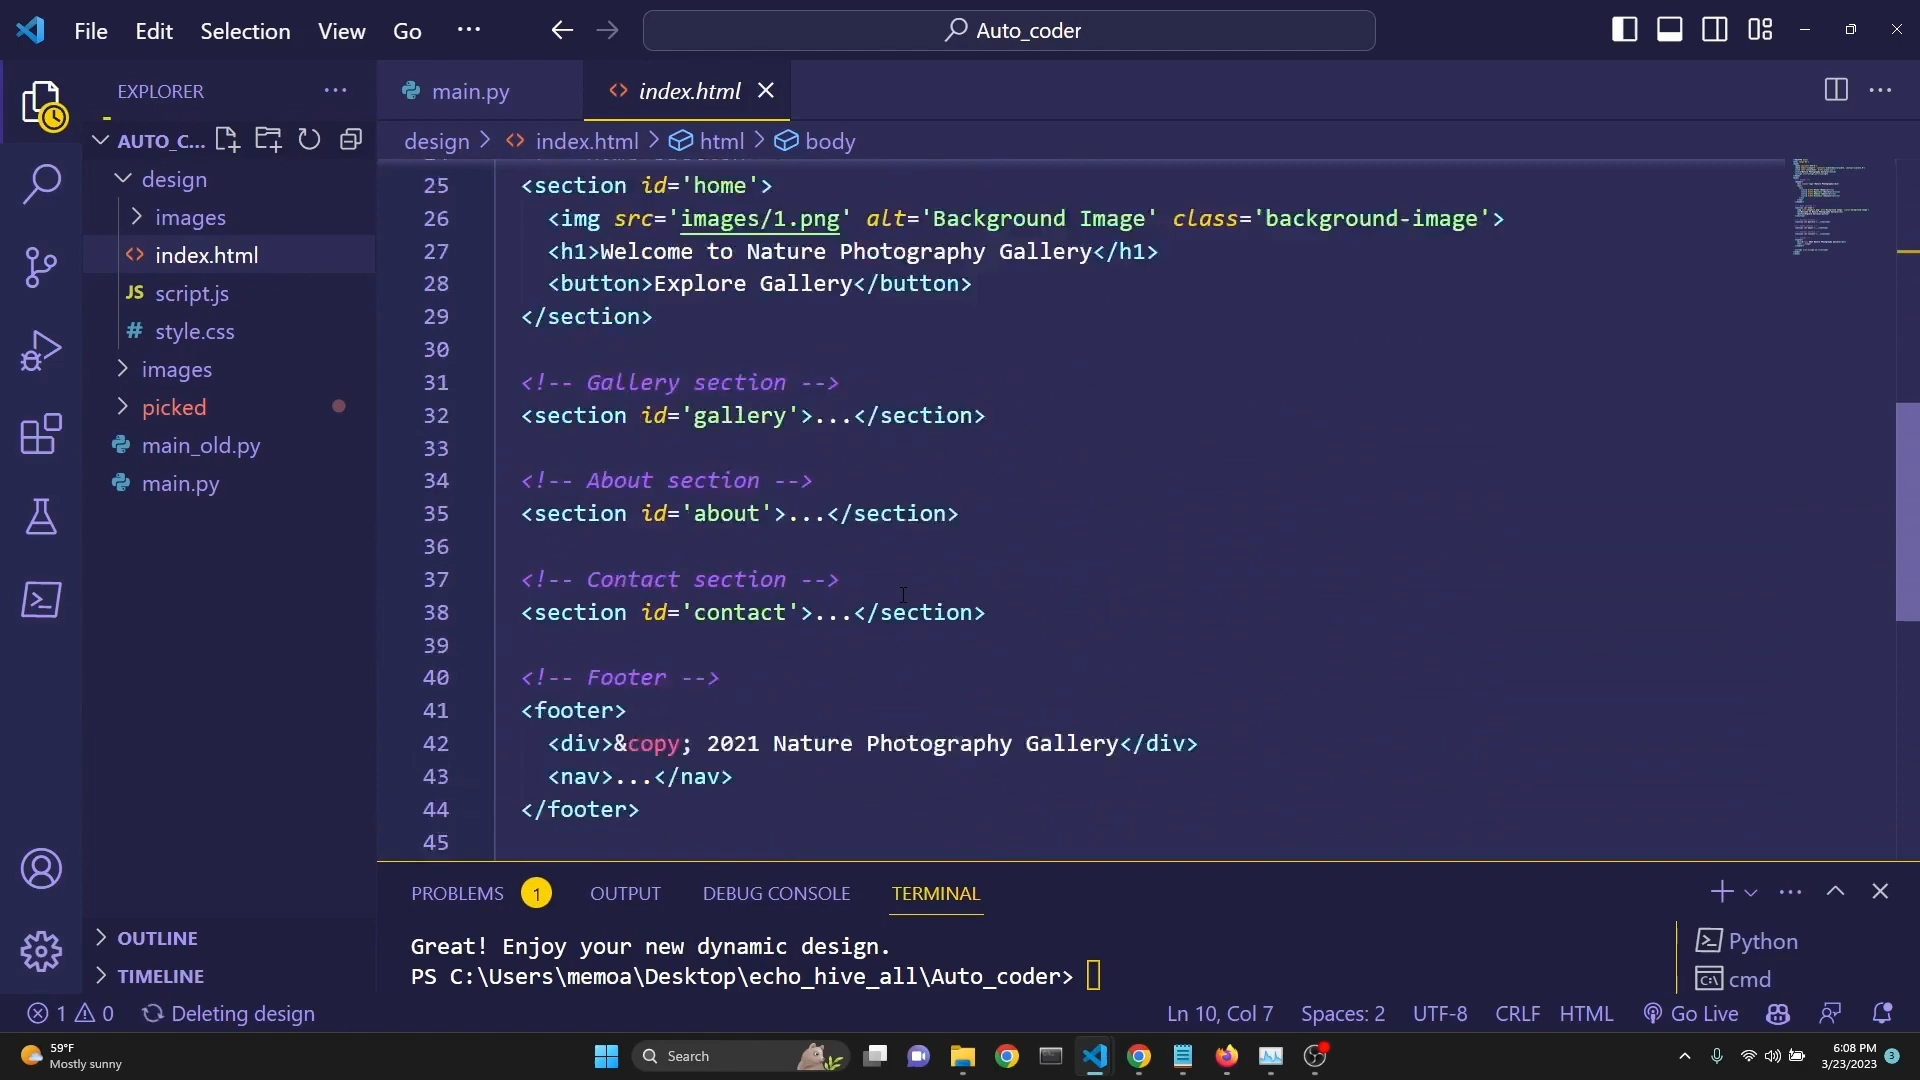 File Edit Selection View Go ···
Auto_coder
EXPLORER
main.py
index.html
AUTO_C...
design > index.html > html > body
design
images
index.html
script.js
style.css
images
picked
main_old.py
main.py
25 <section id='home'>
26 <img src='images/1.png' alt='Background Image' class='background-image'>
27 <h1>Welcome to Nature Photography Gallery</h1>
28 <button>Explore Gallery</button>
29 </section>
30
31 <!-- Gallery section -->
32 <section id='gallery'>...</section>
33
34 <!-- About section -->
35 <section id='about'>...</section>
36
37 <!-- Contact section -->
38 <section id='contact'>...</section>
39
40 <!-- Footer -->
41 <footer>
42 <div>&copy; 2021 Nature Photography Gallery</div>
43 <nav>...</nav>
44 </footer>
45
OUTLINE
TIMELINE
PROBLEMS 1 OUTPUT DEBUG CONSOLE TERMINAL
Great! Enjoy your new dynamic design.
PS C:\Users\memoa\Desktop\echo_hive_all\Auto_coder>
Python
cmd
1 0 Deleting design
Ln 10, Col 7 Spaces: 2 UTF-8 CRLF HTML Go Live
59°F
Mostly sunny
Search
6:08 PM
3/23/2023
3